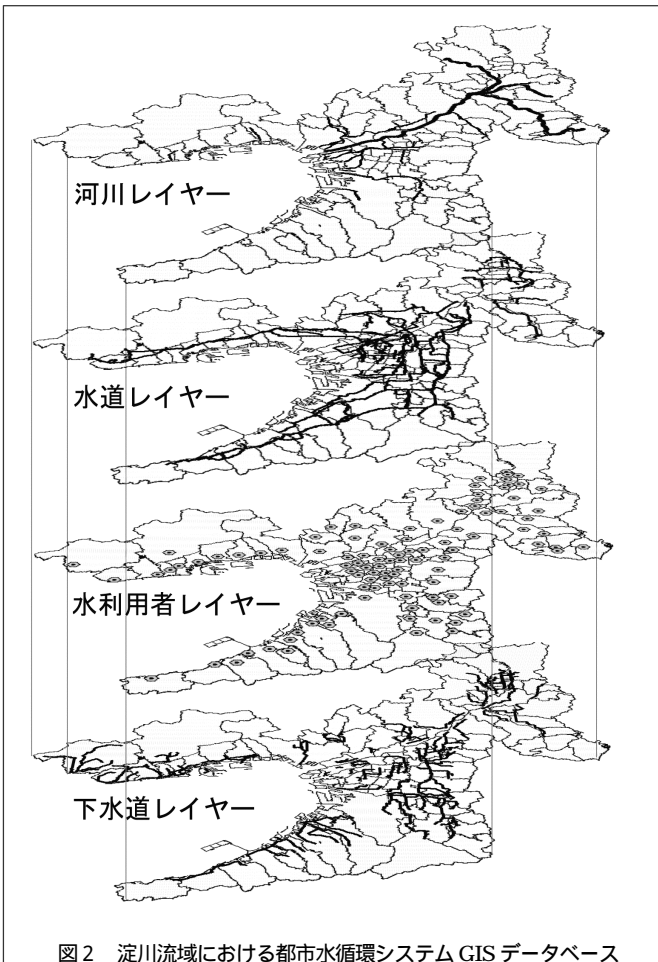 河川レイヤー
水道レイヤー
水利用者レイヤー
下水道レイヤー
図2 淀川流域における都市水循環システム GIS データベース